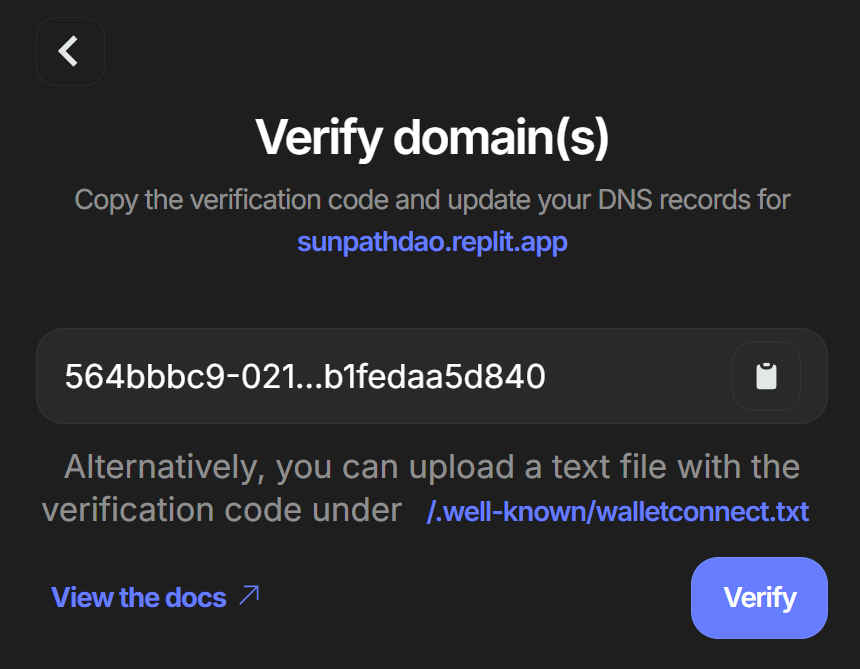 Verify domain(s)
Copy the verification code and update your DNS records for
sunpathdao.replit.app
564bbbc9-021...b1fedaa5d840
Alternatively, you can upload a text file with the
verification code under /.well-known/walletconnect.txt
View the docs
Verify